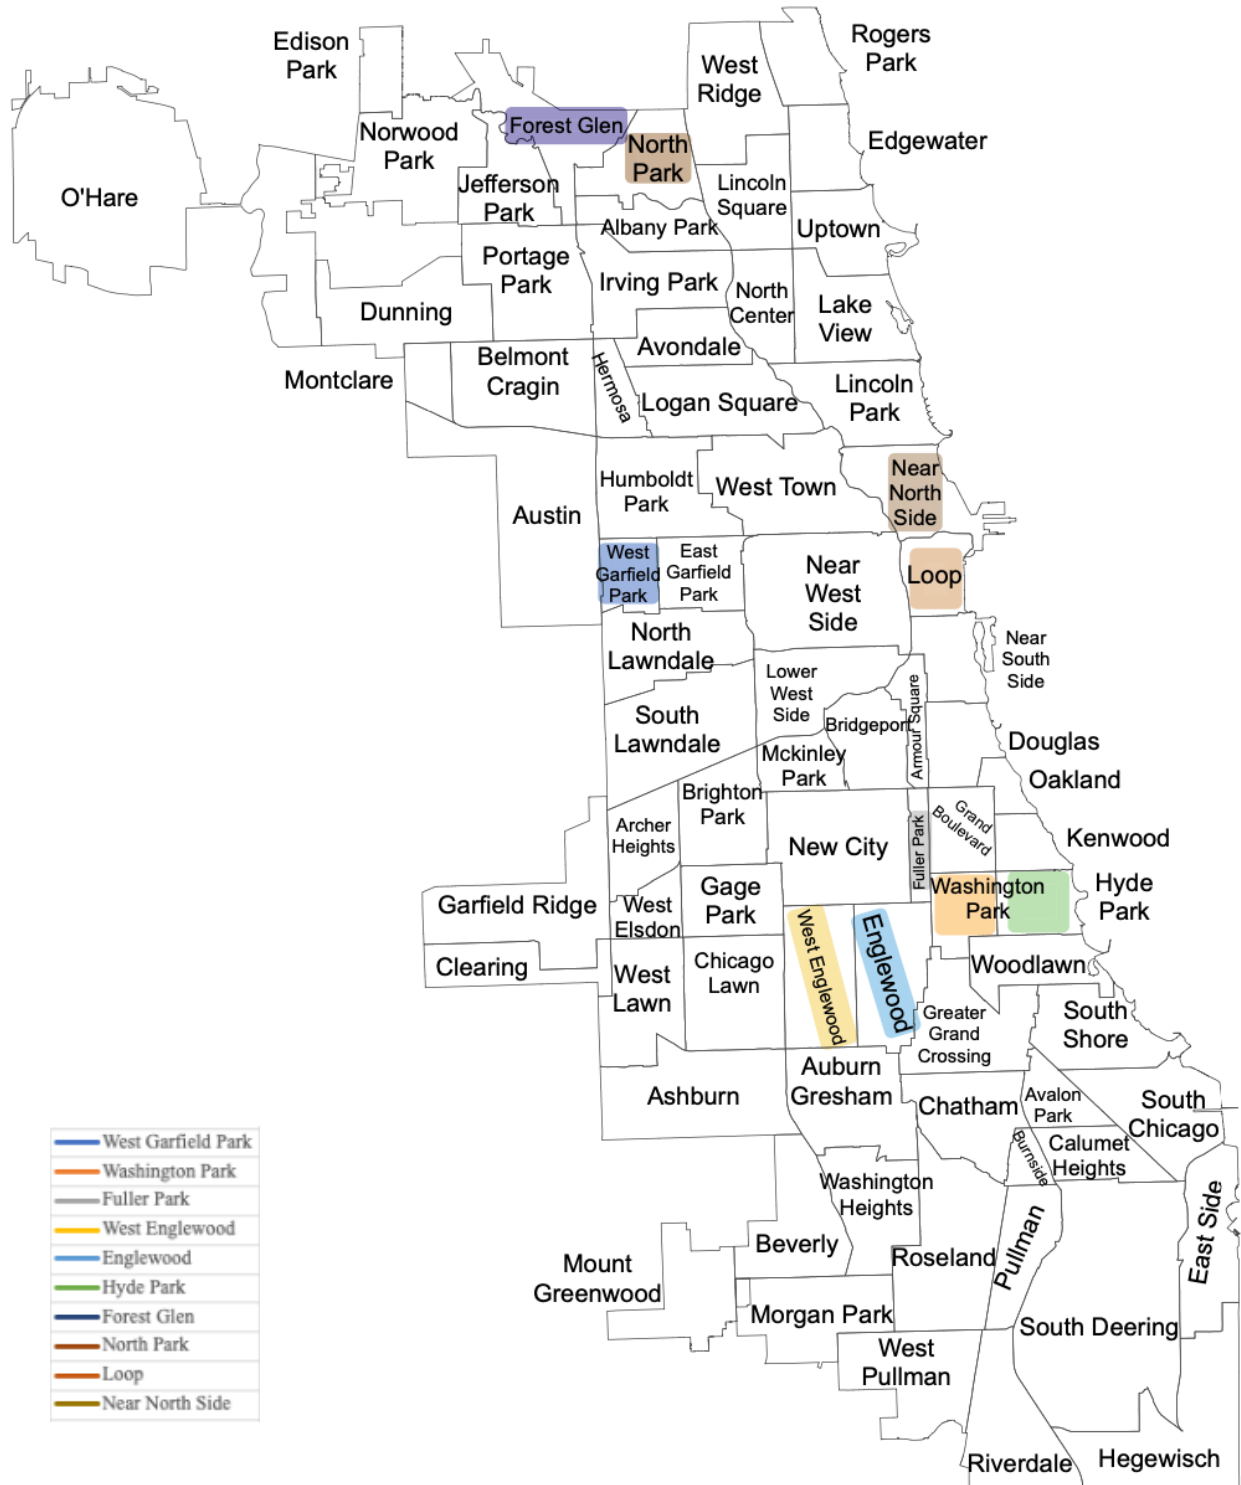 Edison
Park
Rogers
Park
West
Ridge
Norwood
Park
Forest Glen
North
Park
Edgewater
O'Hare
Jefferson
Park
Lincoln
Square
Albany Park
Uptown
Portage
Park
Irving Park
North
Center
Lake
View
Dunning
Avondale
Montclare
Belmont
Cragin
Hermosa
Logan Square
Lincoln
Park
Humboldt
Park
West Town
Near
North
Side
Austin
West
Garfield
Park
East
Garfield
Park
Near
West
Side
Loop
North
Lawndale
Near
South
Side
Lower
West
Side
South
Lawndale
Bridgeport
Armour Square
Mckinley
Park
Douglas
Oakland
Brighton
Park
Archer
Heights
New City
Fuller Park
Grand
Boulevard
Kenwood
Garfield Ridge
West
Elsdon
Gage
Park
Washington
Park
Hyde
Park
Clearing
West
Lawn
Chicago
Lawn
West Englewood
Englewood
Woodlawn
Greater
Grand
Crossing
South
Shore
Ashburn
Auburn
Gresham
Chatham
Avalon
Park
South
Chicago
Burnside
Calumet
Heights
Washington
Heights
Beverly
Roseland
Pullman
East Side
Mount
Greenwood
Morgan Park
South Deering
West
Pullman
Riverdale
Hegewisch
West Garfield Park
Washington Park
Fuller Park
West Englewood
Englewood
Hyde Park
Forest Glen
North Park
Loop
Near North Side